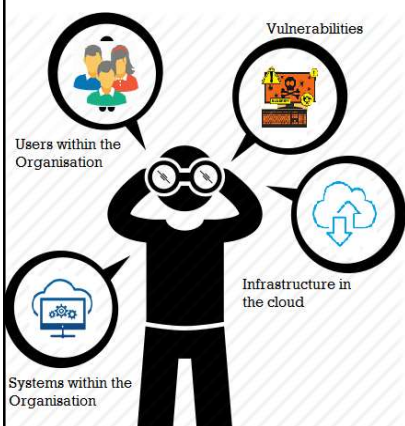 Vulnerabilities
Users within the
Organisation
Infrastructure in
the cloud
Systems within the
Organisation